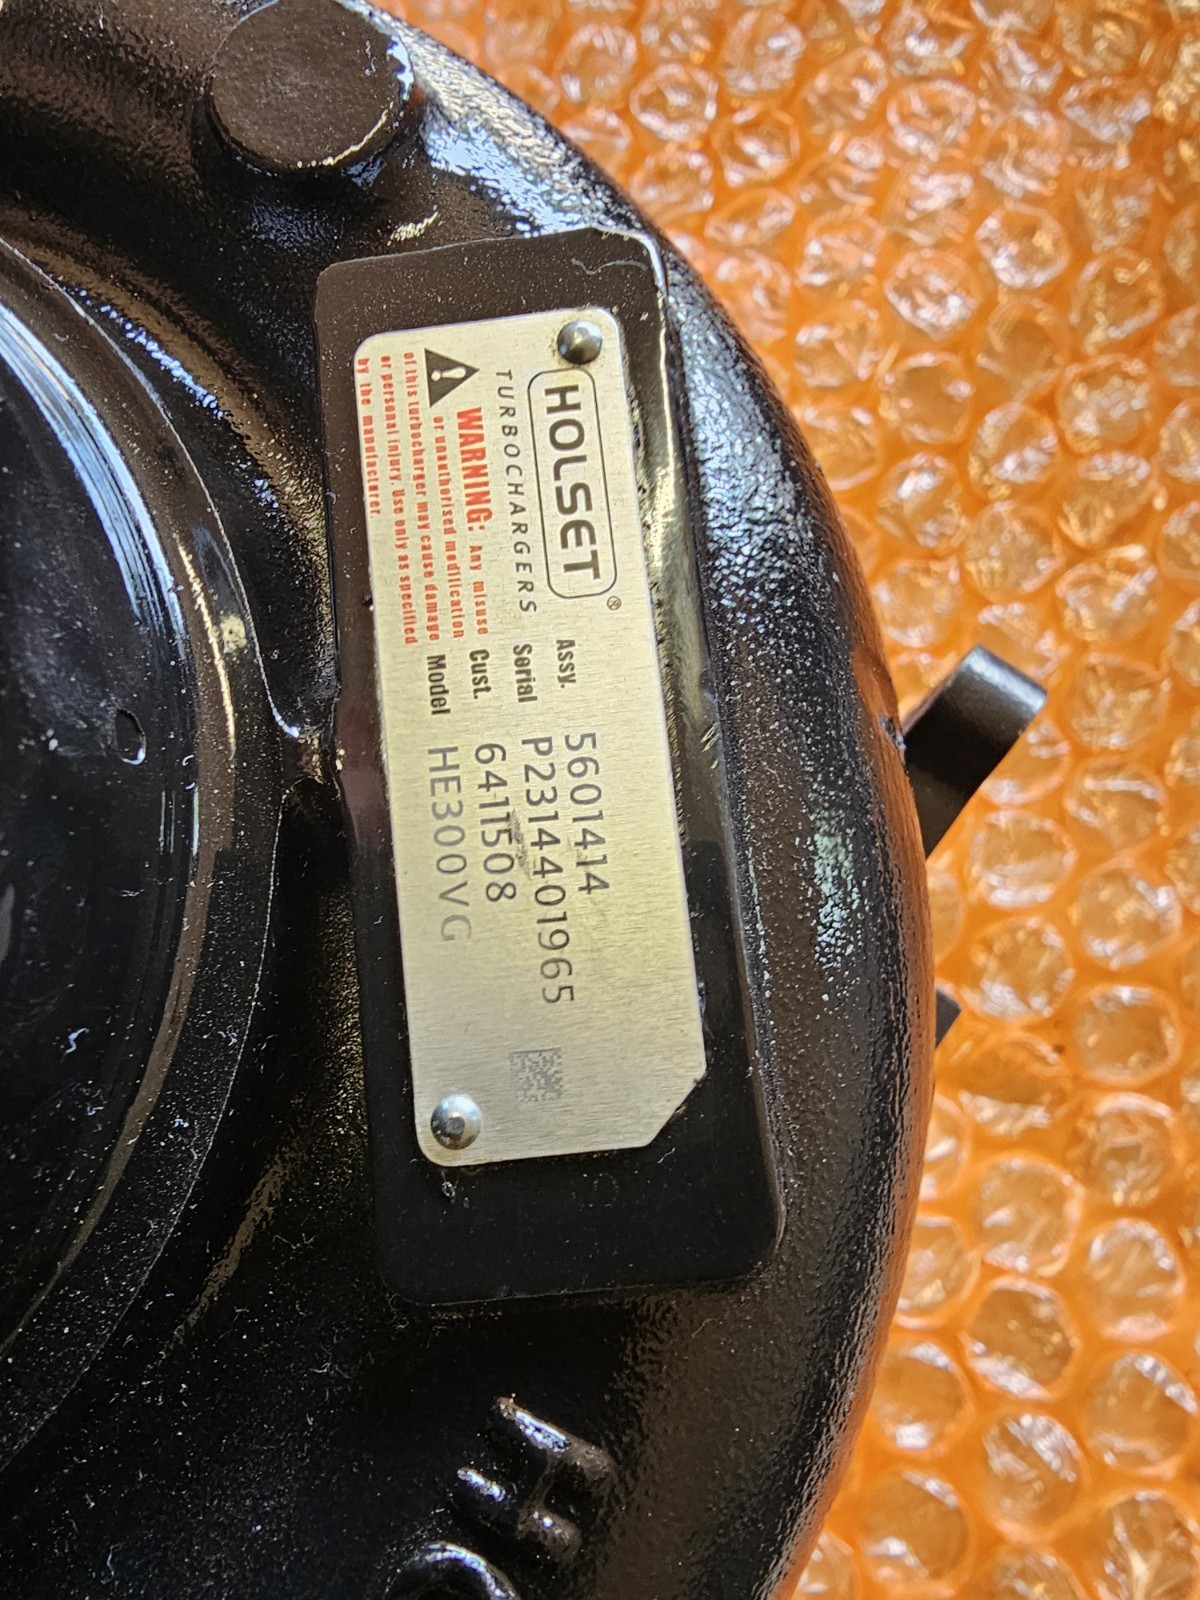 HOLSET®
TURBOCHARGERS
WARNING: Any misuse
or unauthorised modification
of this turbocharger may cause damage
or personal injury. Use only as specified
by the manufacturer
Assy. 5601414
Serial P2314401965
Cust. 6411508
Model HE300VG